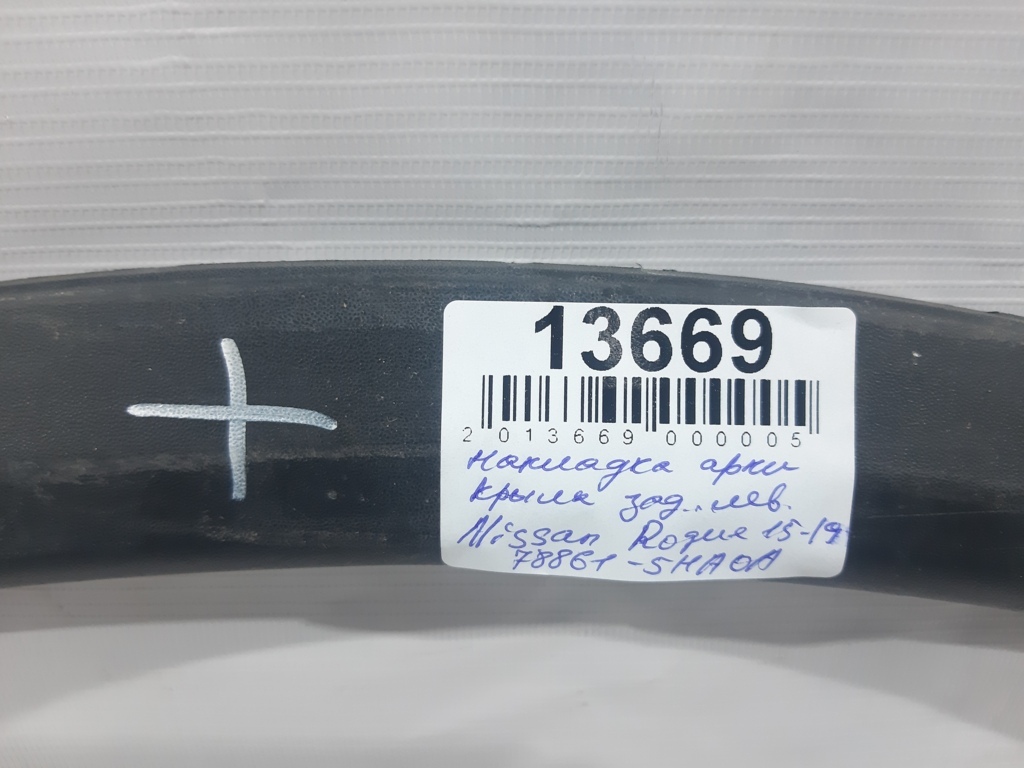 13669
2 013669 000005
Накладка арки
крыла зад. лев.
Nissan Rogue 15-19
78861-5HA0A